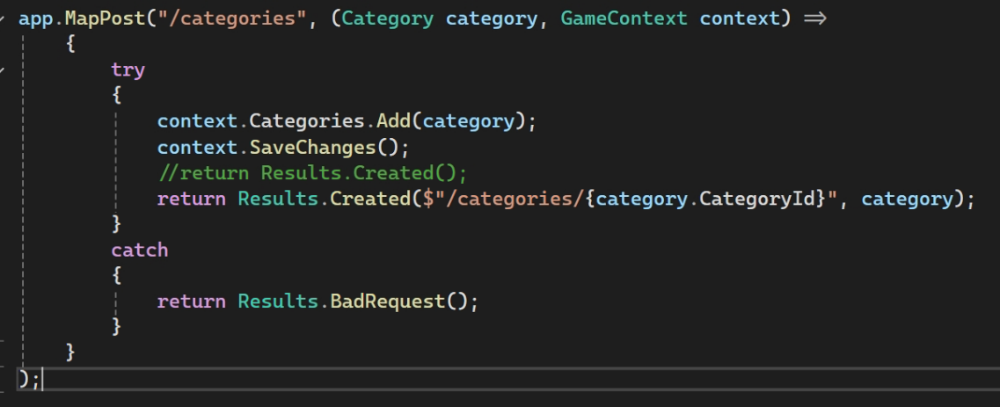 app.MapPost("/categories", (Category category, GameContext context) =>
{
try
{
context.Categories.Add(category);
context.SaveChanges();
//return Results.Created();
return Results.Created($"/categories/{category.CategoryId}", category);
}
catch
{
return Results.BadRequest();
}
}
);